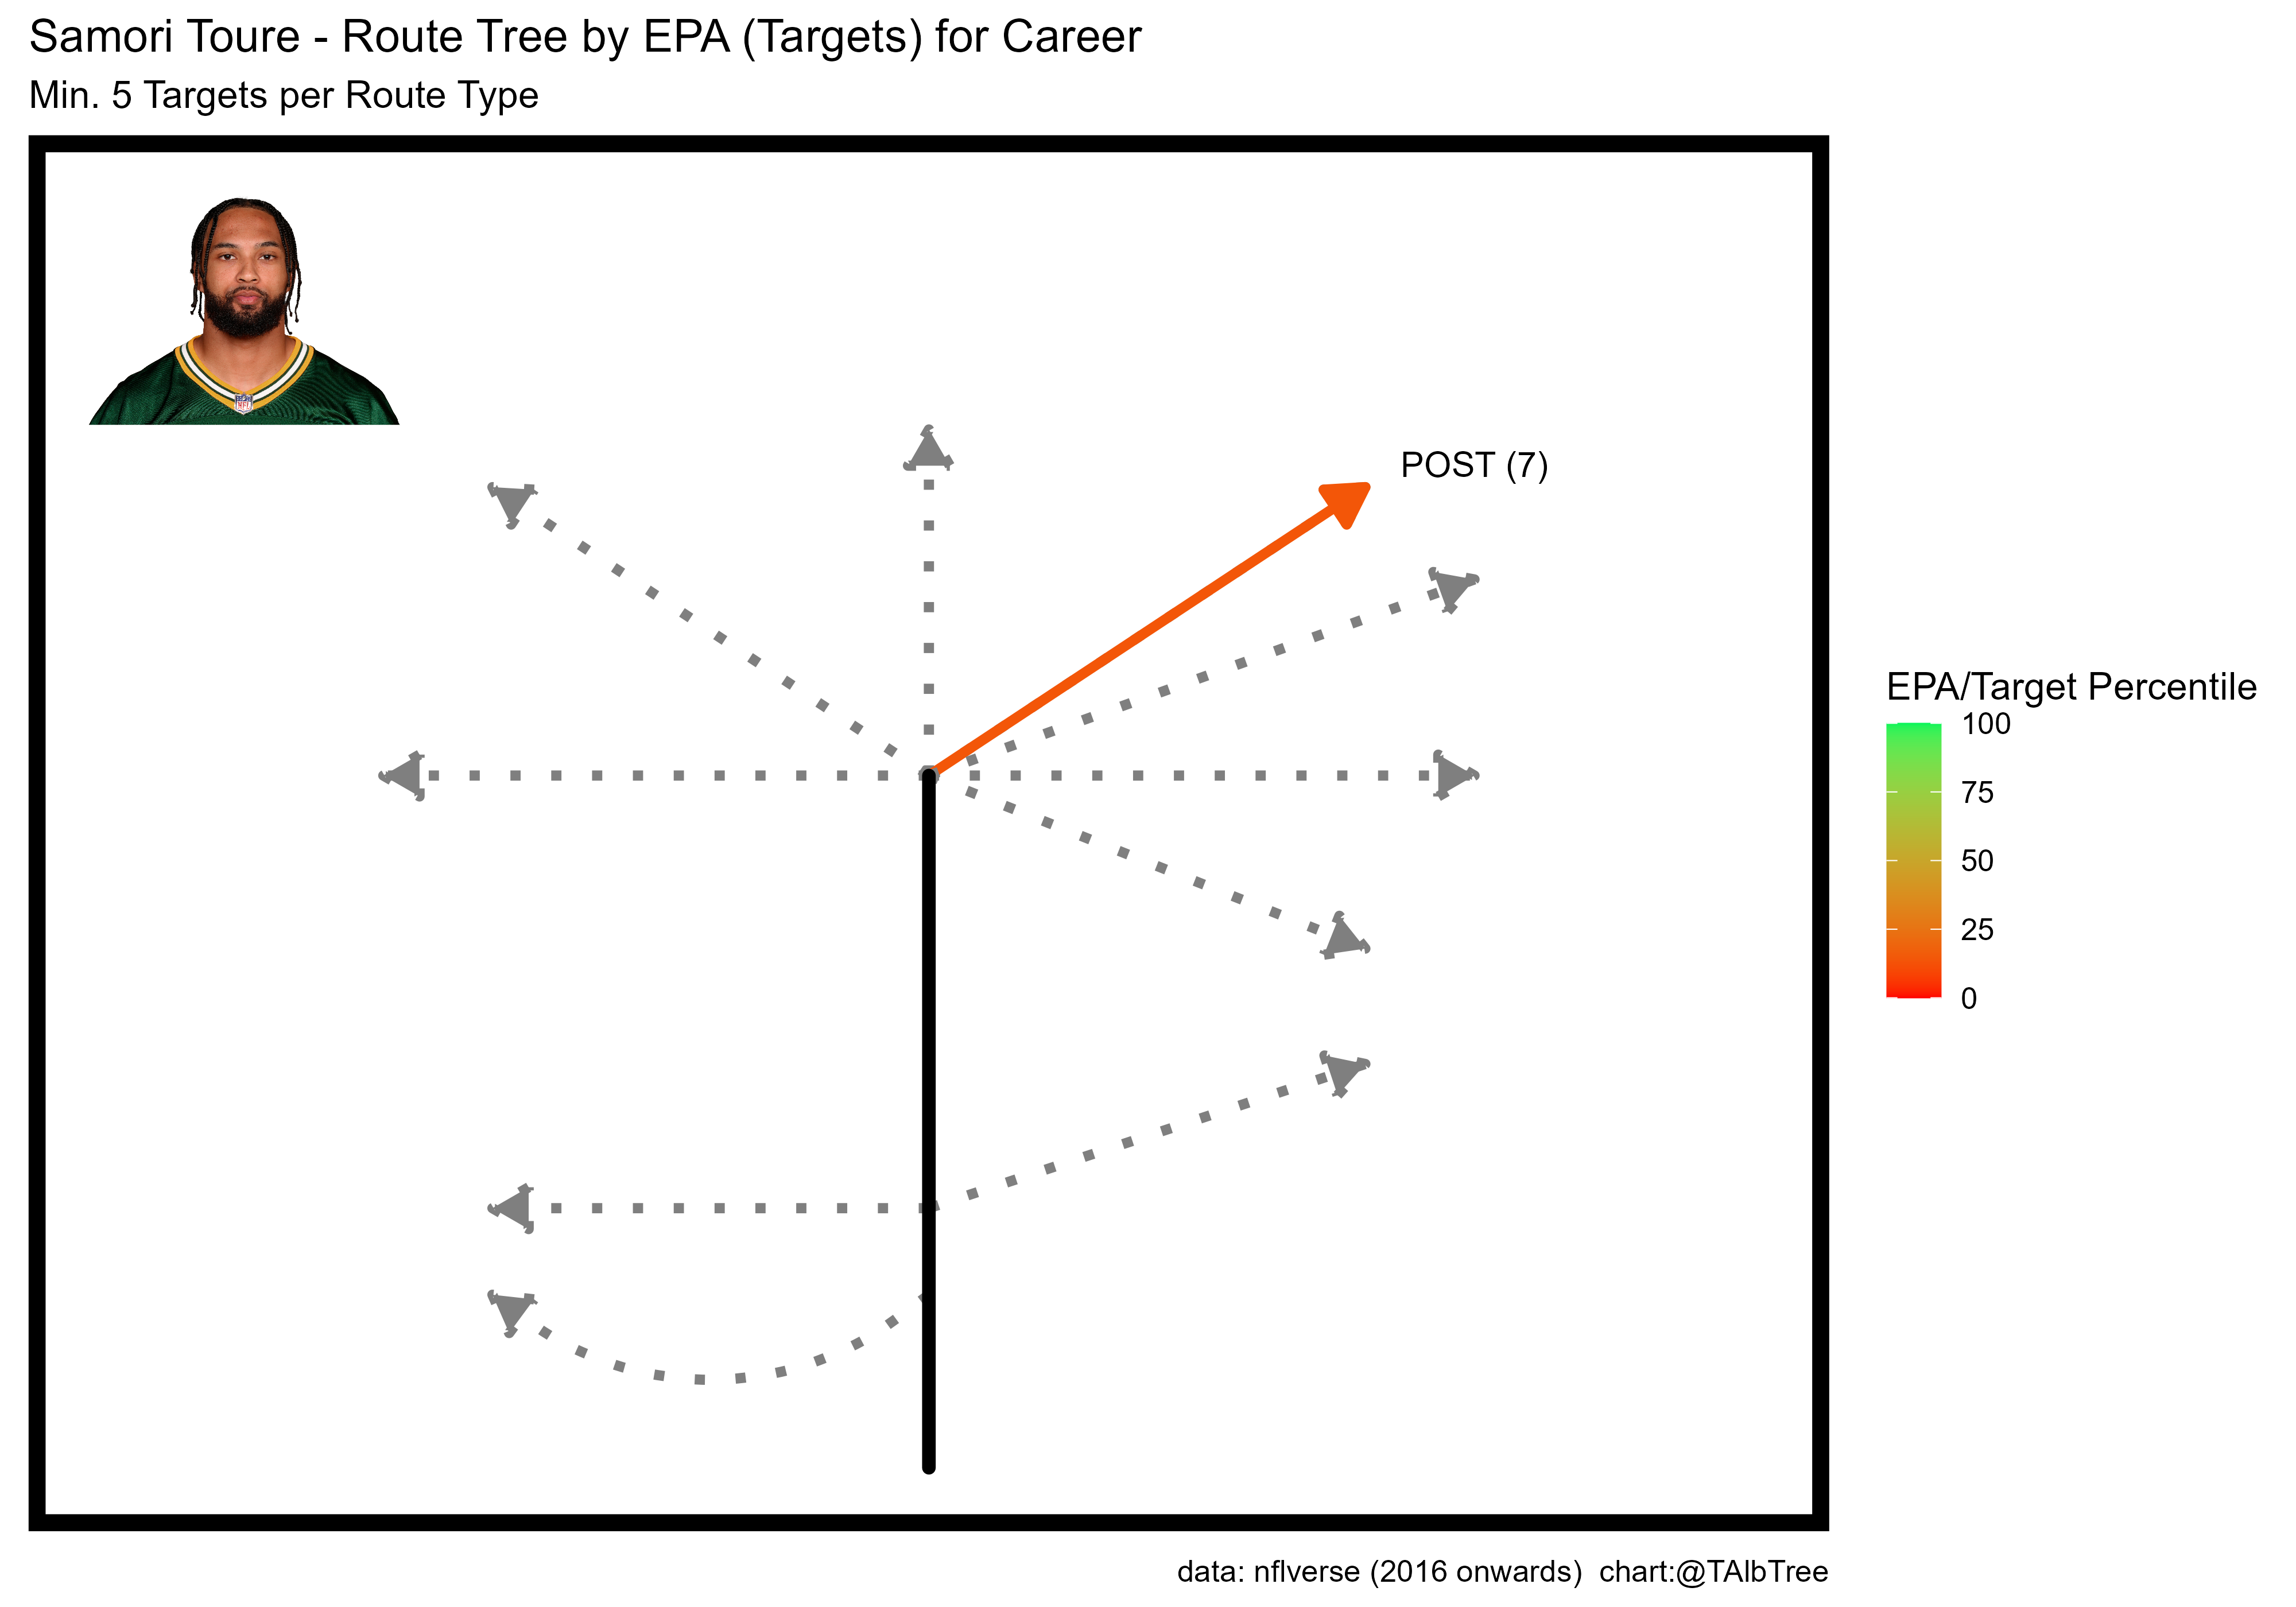 Samori Toure - Route Tree by EPA (Targets) for Career
Min. 5 Targets per Route Type
POST (7)
EPA/Target Percentile
100
75
50
25
0
data: nflverse (2016 onwards)  chart:@TAlbTree